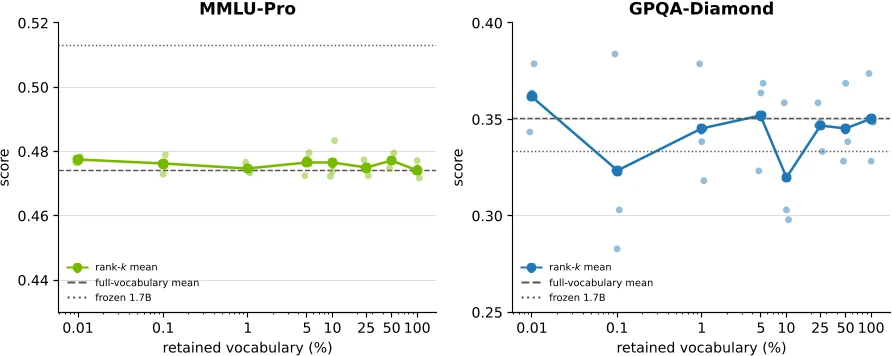 MMLU-Pro
0.52
0.50
0.48
0.46
0.44
score
rank-k mean
full-vocabulary mean
frozen 1.7B
0.01 0.1 1 5 10 25 50 100
retained vocabulary (%)
GPQA-Diamond
0.40
0.35
0.30
0.25
score
rank-k mean
full-vocabulary mean
frozen 1.7B
0.01 0.1 1 5 10 25 50 100
retained vocabulary (%)